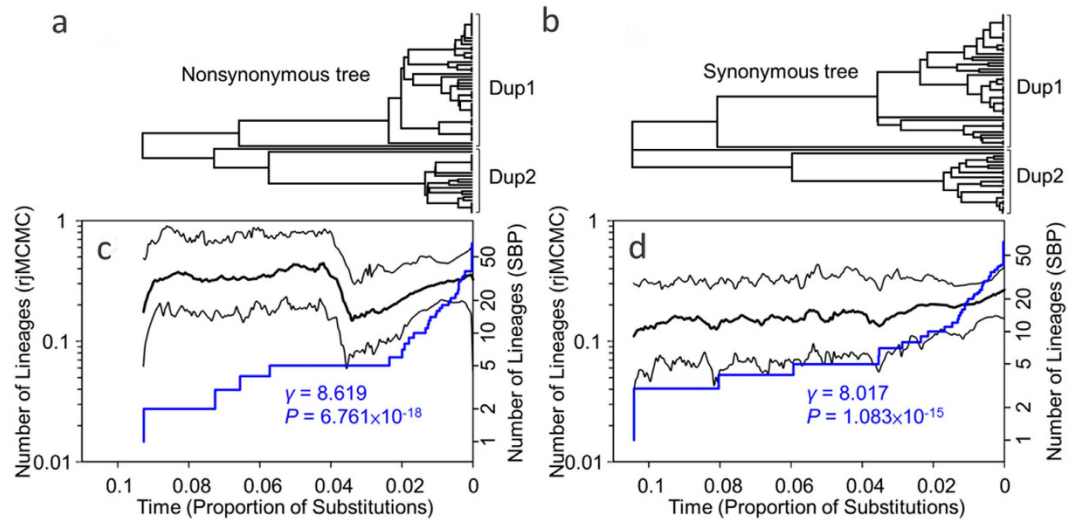 a
Nonsynonymous tree
Dup1
Dup2
b
Synonymous tree
Dup1
Dup2
c
Number of Lineages (rjMCMC)
1
0.1
0.01
γ = 8.619
P = 6.761x10-18
50
20
10
5
2
1
Number of Lineages (SBP)
0.1
0.08
0.06
0.04
0.02
0
Time (Proportion of Substitutions)
d
Number of Lineages (rjMCMC)
1
0.1
0.01
γ = 8.017
P = 1.083x10-15
50
20
10
5
2
1
Number of Lineages (SBP)
0.1
0.08
0.06
0.04
0.02
0
Time (Proportion of Substitutions)